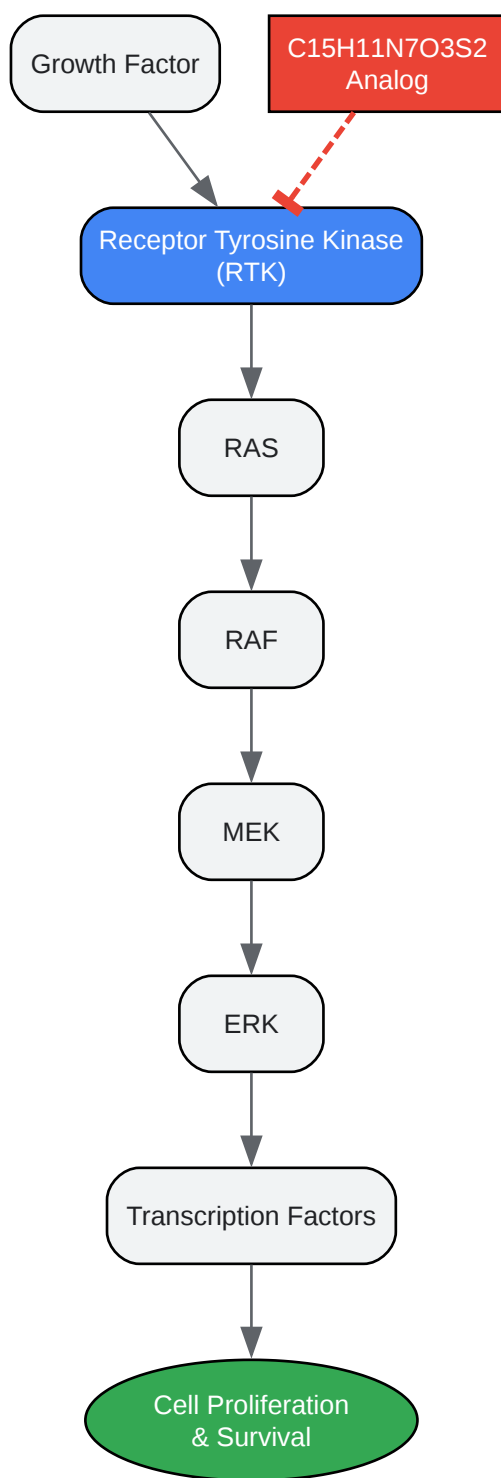 Growth Factor
C15H11N7O3S2
Analog
Receptor Tyrosine Kinase
(RTK)
RAS
RAF
MEK
ERK
Transcription Factors
Cell Proliferation
& Survival